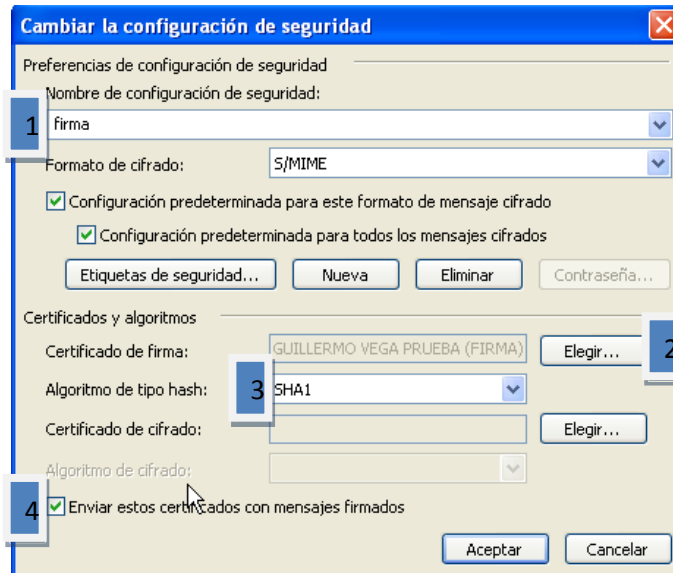 Cambiar la configuración de seguridad
Preferencias de configuración de seguridad
Nombre de configuración de seguridad:
1
firma
Formato de cifrado: S/MIME
Configuración predeterminada para este formato de mensaje cifrado
Configuración predeterminada para todos los mensajes cifrados
Etiquetas de seguridad... Nueva Eliminar Contraseña...
Certificados y algoritmos
Certificado de firma: GUILLERMO VEGA PRUEBA (FIRMA) Elegir... 2
Algoritmo de tipo hash: 3 SHA1
Certificado de cifrado: Elegir...
Algoritmo de cifrado:
4 Enviar estos certificados con mensajes firmados
Aceptar Cancelar